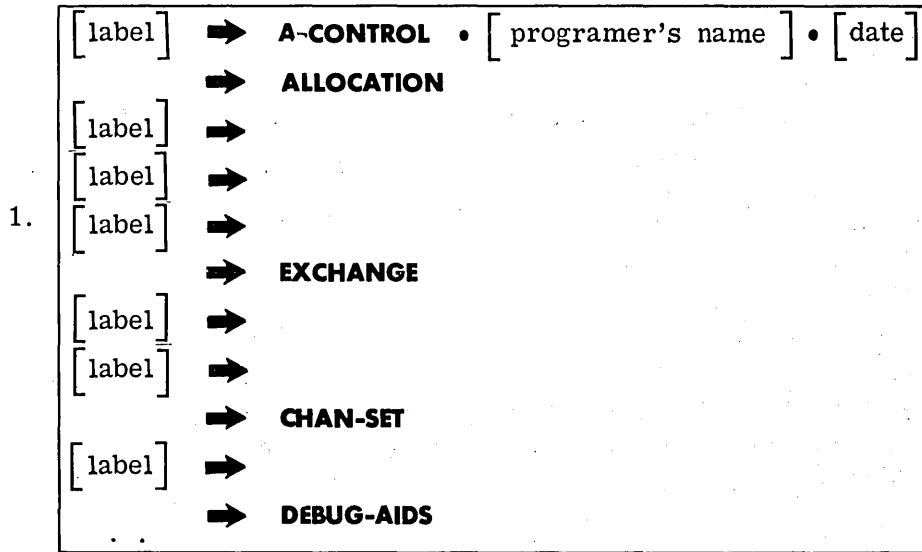 [label] ➡ A-CONTROL • [programer's name] • [date]
➡ ALLOCATION
[label] ➡
[label] ➡
1. [label] ➡
➡ EXCHANGE
[label] ➡
[label] ➡
➡ CHAN-SET
[label] ➡
➡ DEBUG-AIDS
. .